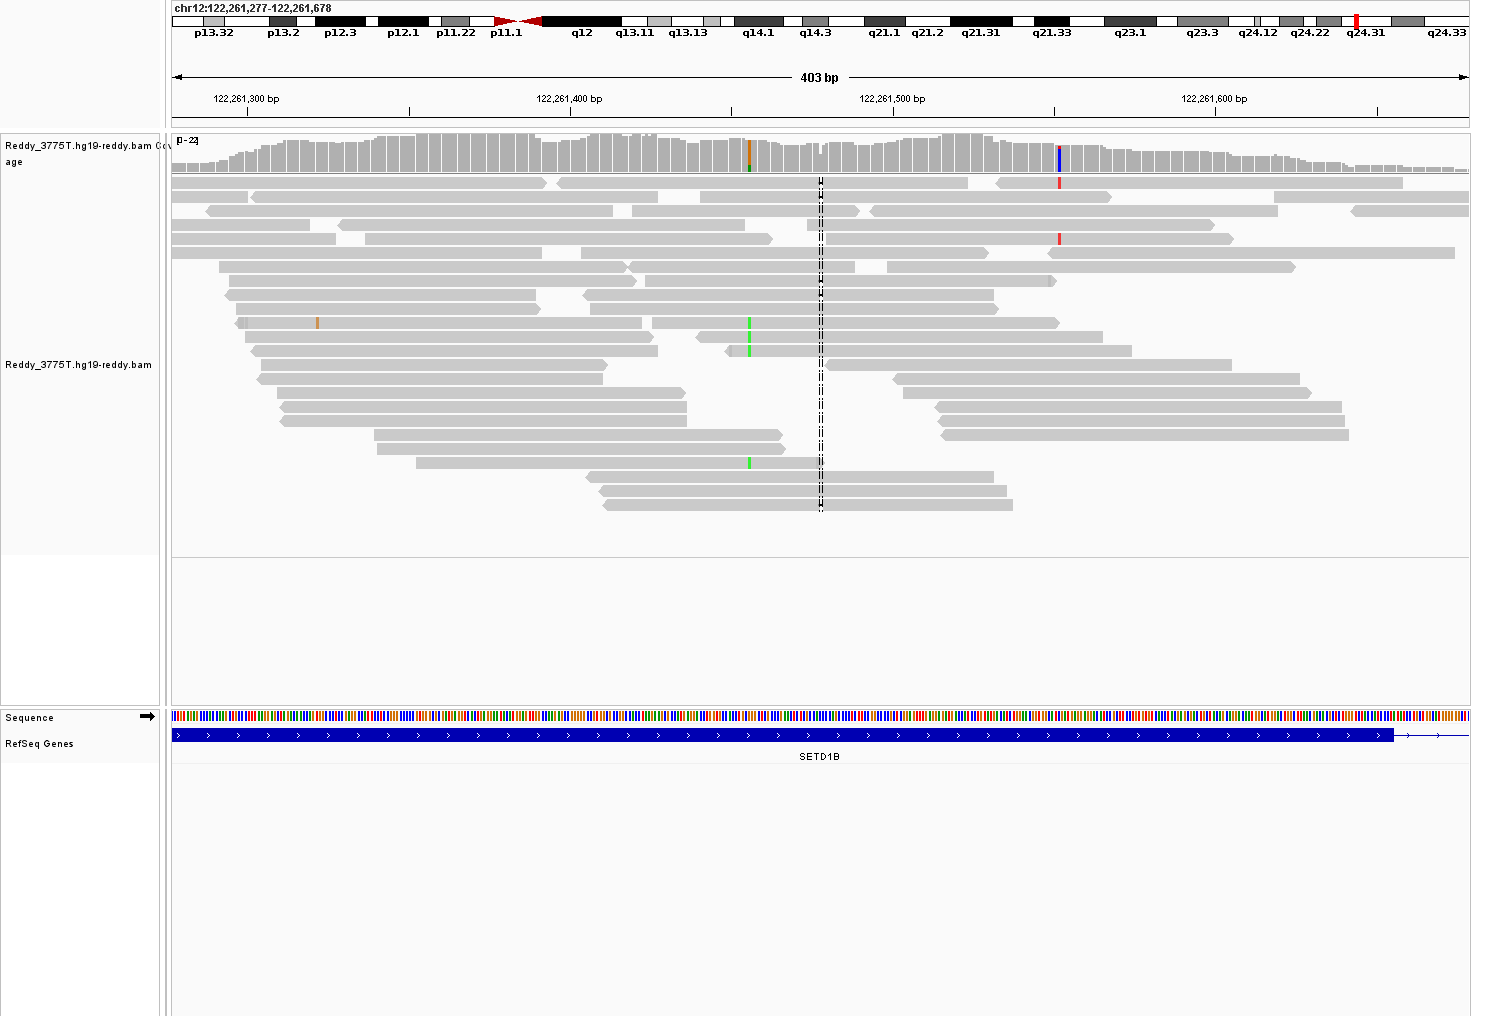 chr12:122,261,277-122,261,678
p13.32 p13.2 p12.3 p12.1 p11.22 p11.1 q12 q13.11 q13.13 q14.1 q14.3 q21.1 q21.2 q21.31 q21.33 q23.1 q23.3 q24.12 q24.22 q24.31 q24.33
403 bp
122,261,300 bp 122,261,400 bp 122,261,500 bp 122,261,600 bp
[0-22]
Reddy_3775T.hg19-reddy.bam Cov
age
Reddy_3775T.hg19-reddy.bam
Sequence
RefSeq Genes
SETD1B